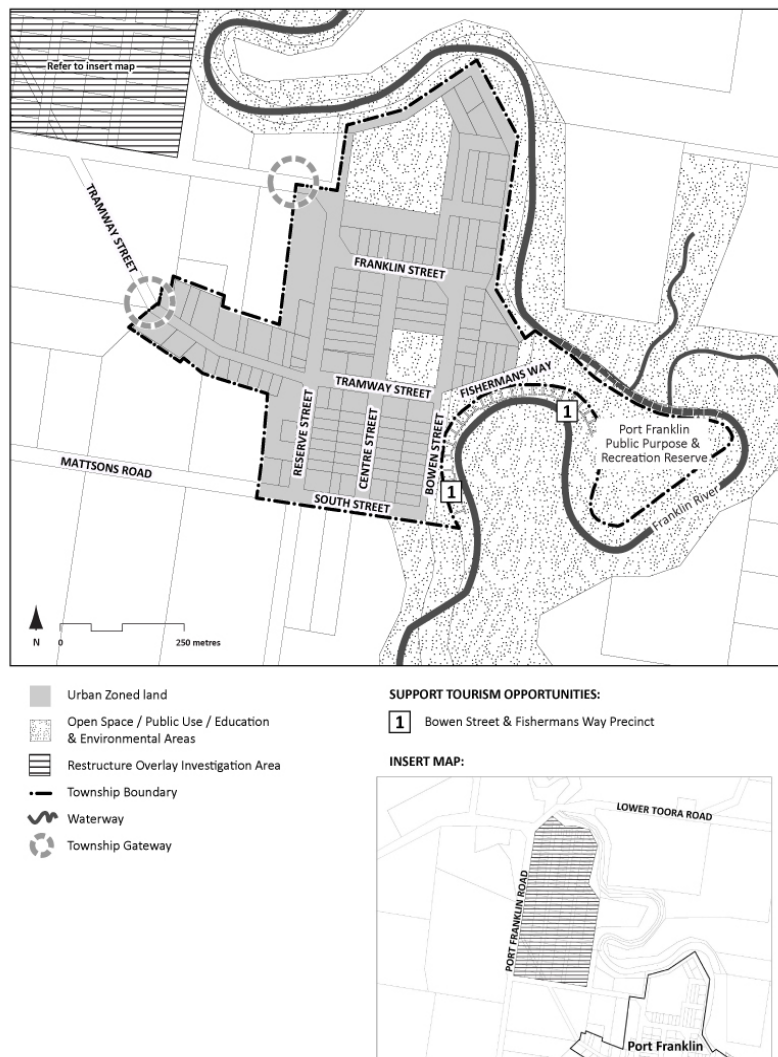 Refer to insert map
TRAMWAY STREET
FRANKLIN STREET
FISHERMANS WAY
TRAMWAY STREET
1
Port Franklin
Public Purpose &
Recreation Reserve
RESERVE STREET
CENTRE STREET
BOWEN STREET
MATTSONS ROAD
1
SOUTH STREET
Franklin River
N
0
250 metres
Urban Zoned land
Open Space / Public Use / Education
& Environmental Areas
Restructure Overlay Investigation Area
Township Boundary
Waterway
Township Gateway
SUPPORT TOURISM OPPORTUNITIES:
1 Bowen Street & Fishermans Way Precinct
INSERT MAP:
LOWER TOORA ROAD
PORT FRANKLIN ROAD
Port Franklin